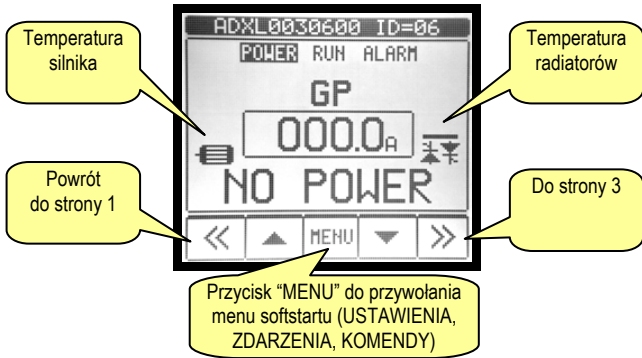 ADXL0030600 ID=06
Temperatura
silnika
POWER RUN ALARM
Temperatura
radiatorów
GP
000.0A
NO POWER
Powrót
do strony 1
Do strony 3
MENU
Przycisk “MENU” do przywołania
menu softstartu (USTAWIENIA,
ZDARZENIA, KOMENDY)